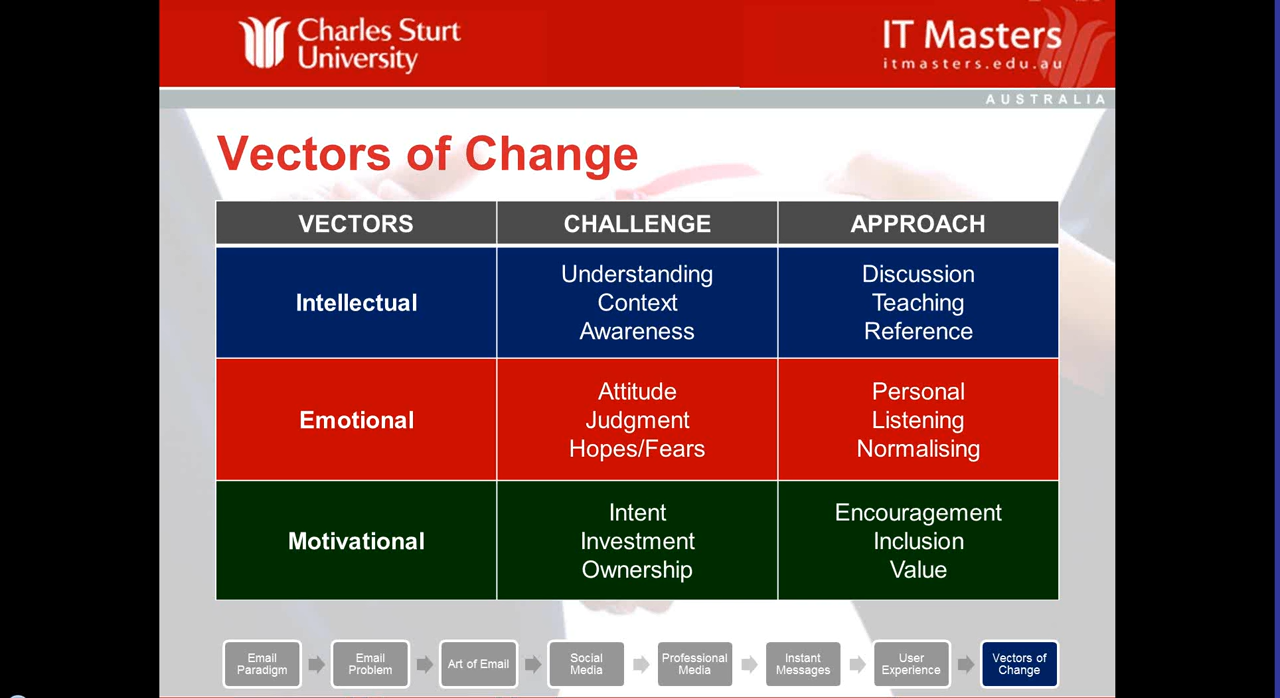 Charles Sturt
University
IT Masters
itmasters.edu.au
AUSTRALIA
Vectors of Change
VECTORS CHALLENGE APPROACH
Intellectual
Understanding
Context
Awareness
Discussion
Teaching
Reference
Emotional
Attitude
Judgment
Hopes/Fears
Personal
Listening
Normalising
Motivational
Intent
Investment
Ownership
Encouragement
Inclusion
Value
Email
Paradigm
Email
Problem
Art of Email
Social
Media
Professional
Media
Instant
Messages
User
Experience
Vectors of
Change